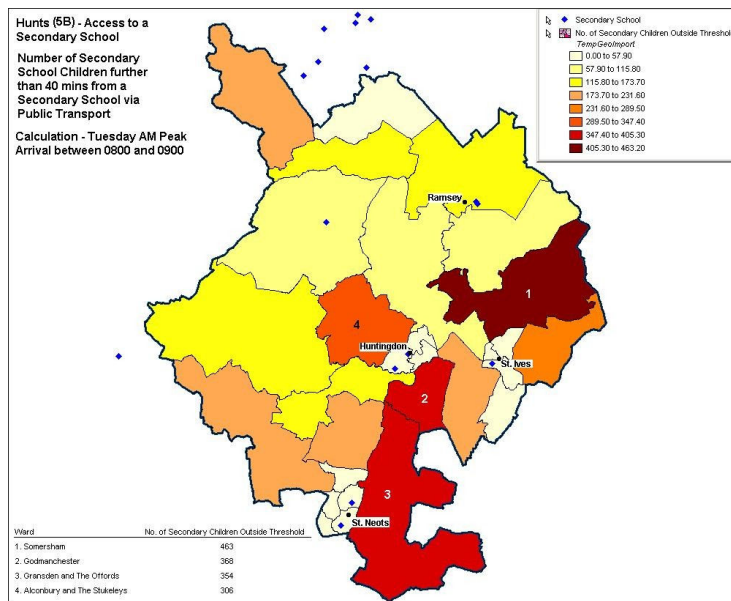 Hunts (5B) - Access to a
Secondary School
Number of Secondary
School Children further
than 40 mins from a
Secondary School via
Public Transport
Calculation - Tuesday AM Peak
Arrival between 0800 and 0900
Secondary School
No. of Secondary Children Outside Threshold
TempGeoImport
0.00 to 57.90
57.90 to 115.80
115.80 to 173.70
173.70 to 231.60
231.60 to 289.50
289.50 to 347.40
347.40 to 405.30
405.30 to 463.20
Ramsey
1
4
Huntingdon
St. Ives
2
3
St. Neots
Ward No. of Secondary Children Outside Threshold
1. Somersham 463
2. Godmanchester 368
3. Gransden and The Offords 354
4. Alconbury and The Stukeleys 306